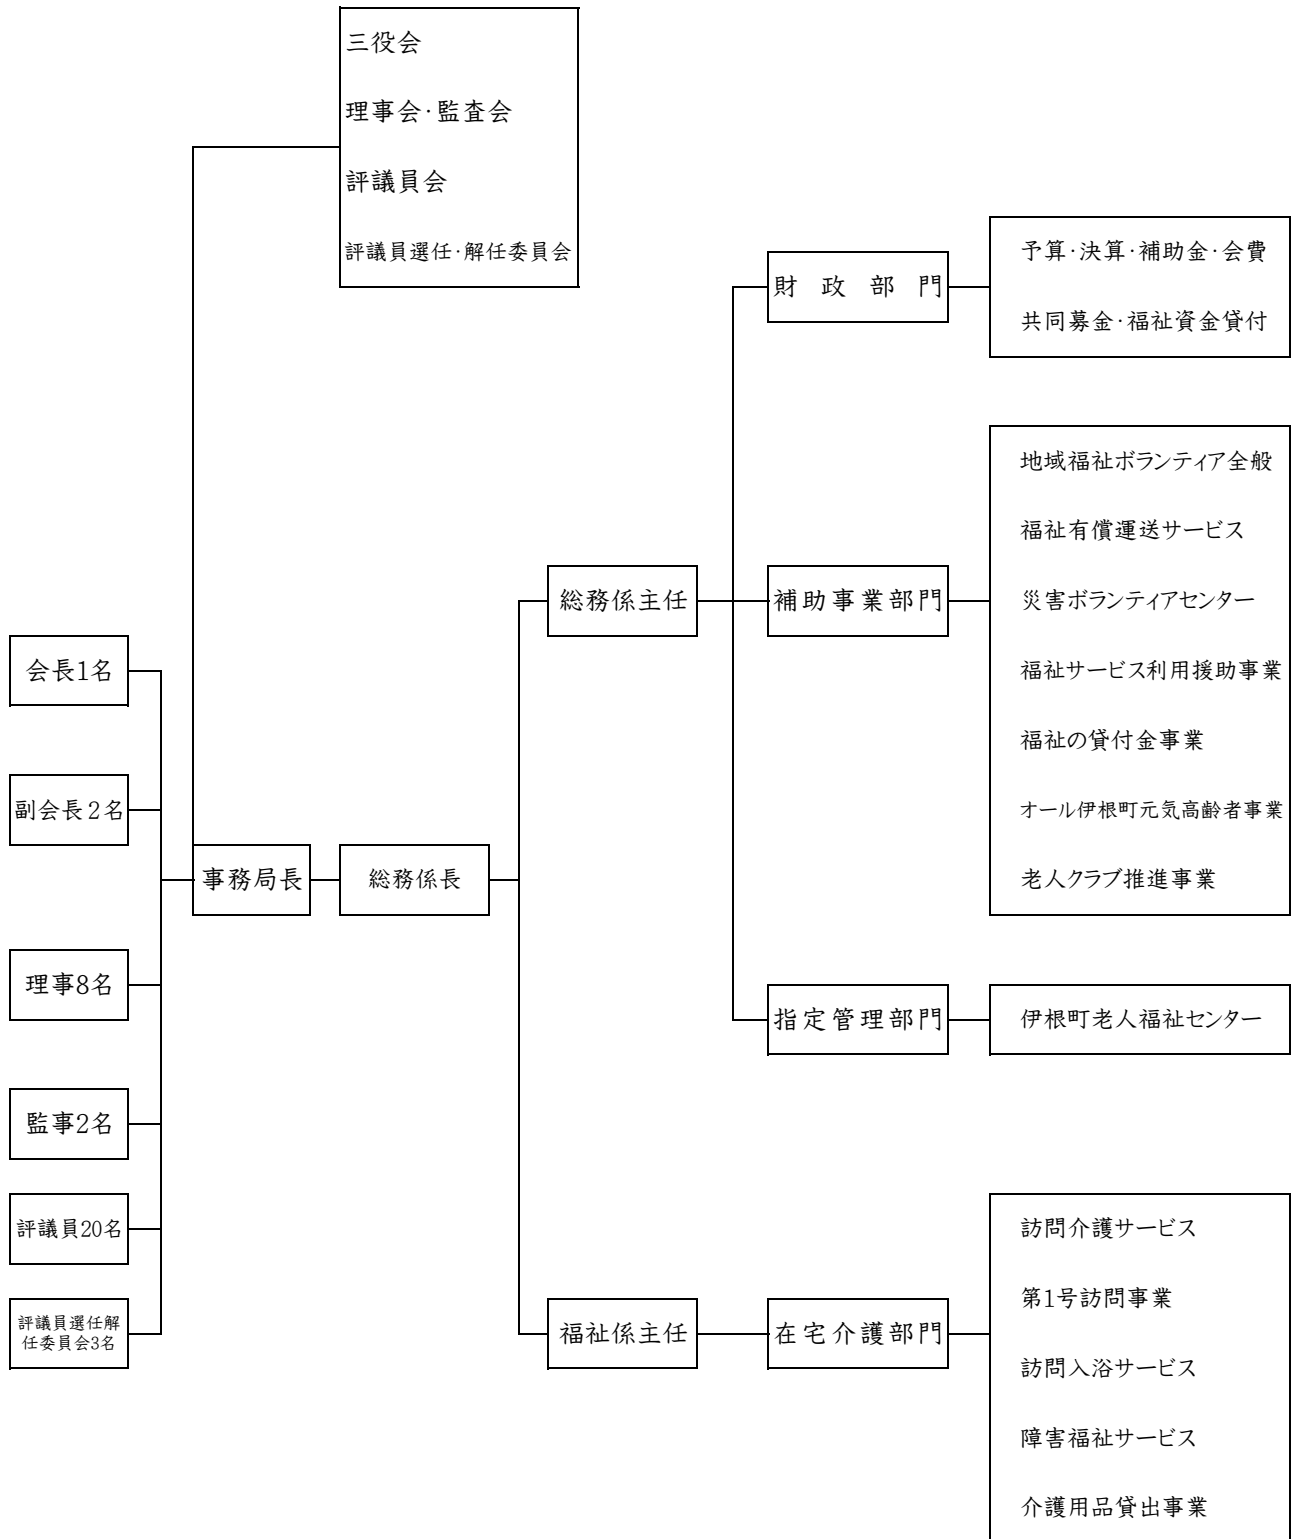 三役会
理事会・監査会
評議員会
評議員選任・解任委員会
会長1名
副会長2名
理事8名
監事2名
評議員20名
評議員選任解
任委員会3名
事務局長
総務係長
総務係主任
財政部門
予算・決算・補助金・会費
共同募金・福祉資金貸付
補助事業部門
地域福祉ボランティア全般
福祉有償運送サービス
災害ボランティアセンター
福祉サービス利用援助事業
福祉の貸付金事業
オール伊根町元気高齢者事業
老人クラブ推進事業
指定管理部門
伊根町老人福祉センター
福祉係主任
在宅介護部門
訪問介護サービス
第1号訪問事業
訪問入浴サービス
障害福祉サービス
介護用品貸出事業